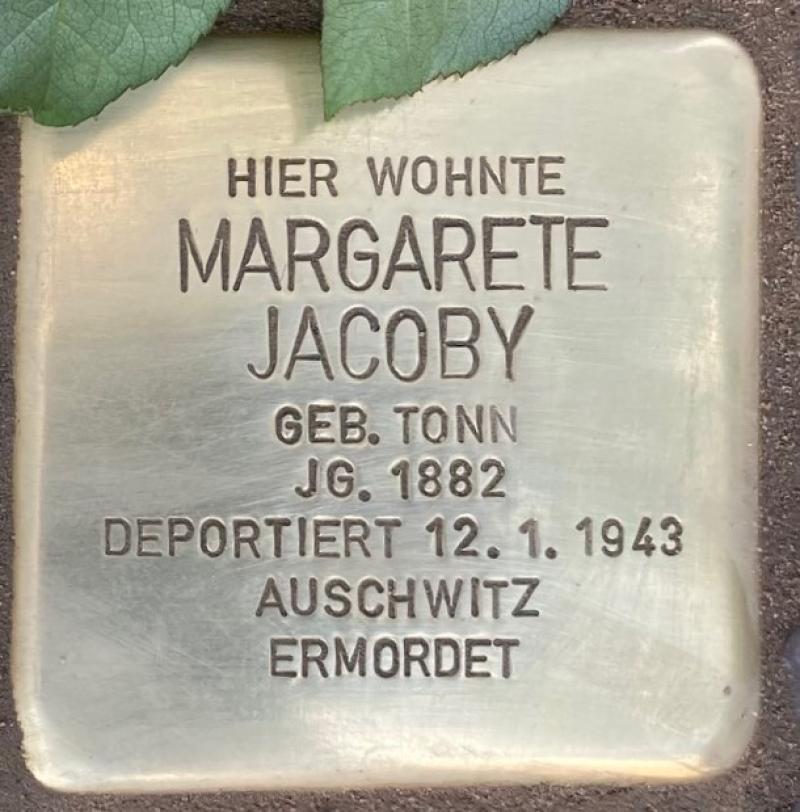 HIER WOHNTE
MARGARETE
JACOBY
GEB. TONN
JG. 1882
DEPORTIERT 12.1.1943
AUSCHWITZ
ERMORDET